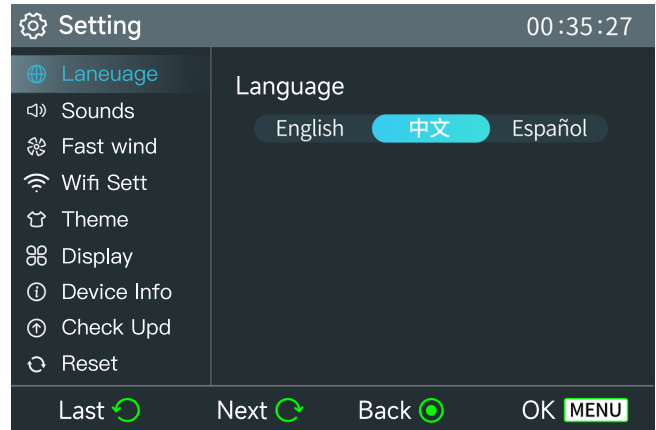 Setting 00:35:27
Laneuage
Sounds
Fast wind
Wifi Sett
Theme
Display
Device Info
Check Upd
Reset
Language
English 中文 Español
Last Next Back OK MENU